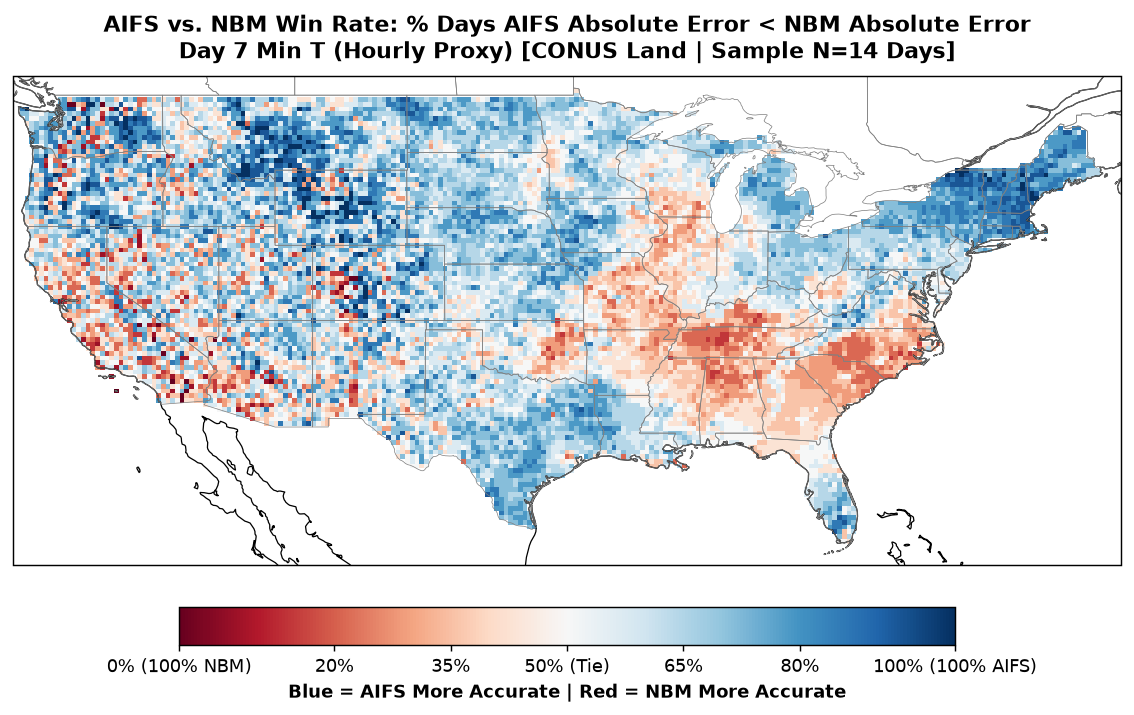 AIFS vs. NBM Win Rate: % Days AIFS Absolute Error < NBM Absolute Error
Day 7 Min T (Hourly Proxy) [CONUS Land | Sample N=14 Days]
0% (100% NBM) 20% 35% 50% (Tie) 65% 80% 100% (100% AIFS)
Blue = AIFS More Accurate | Red = NBM More Accurate